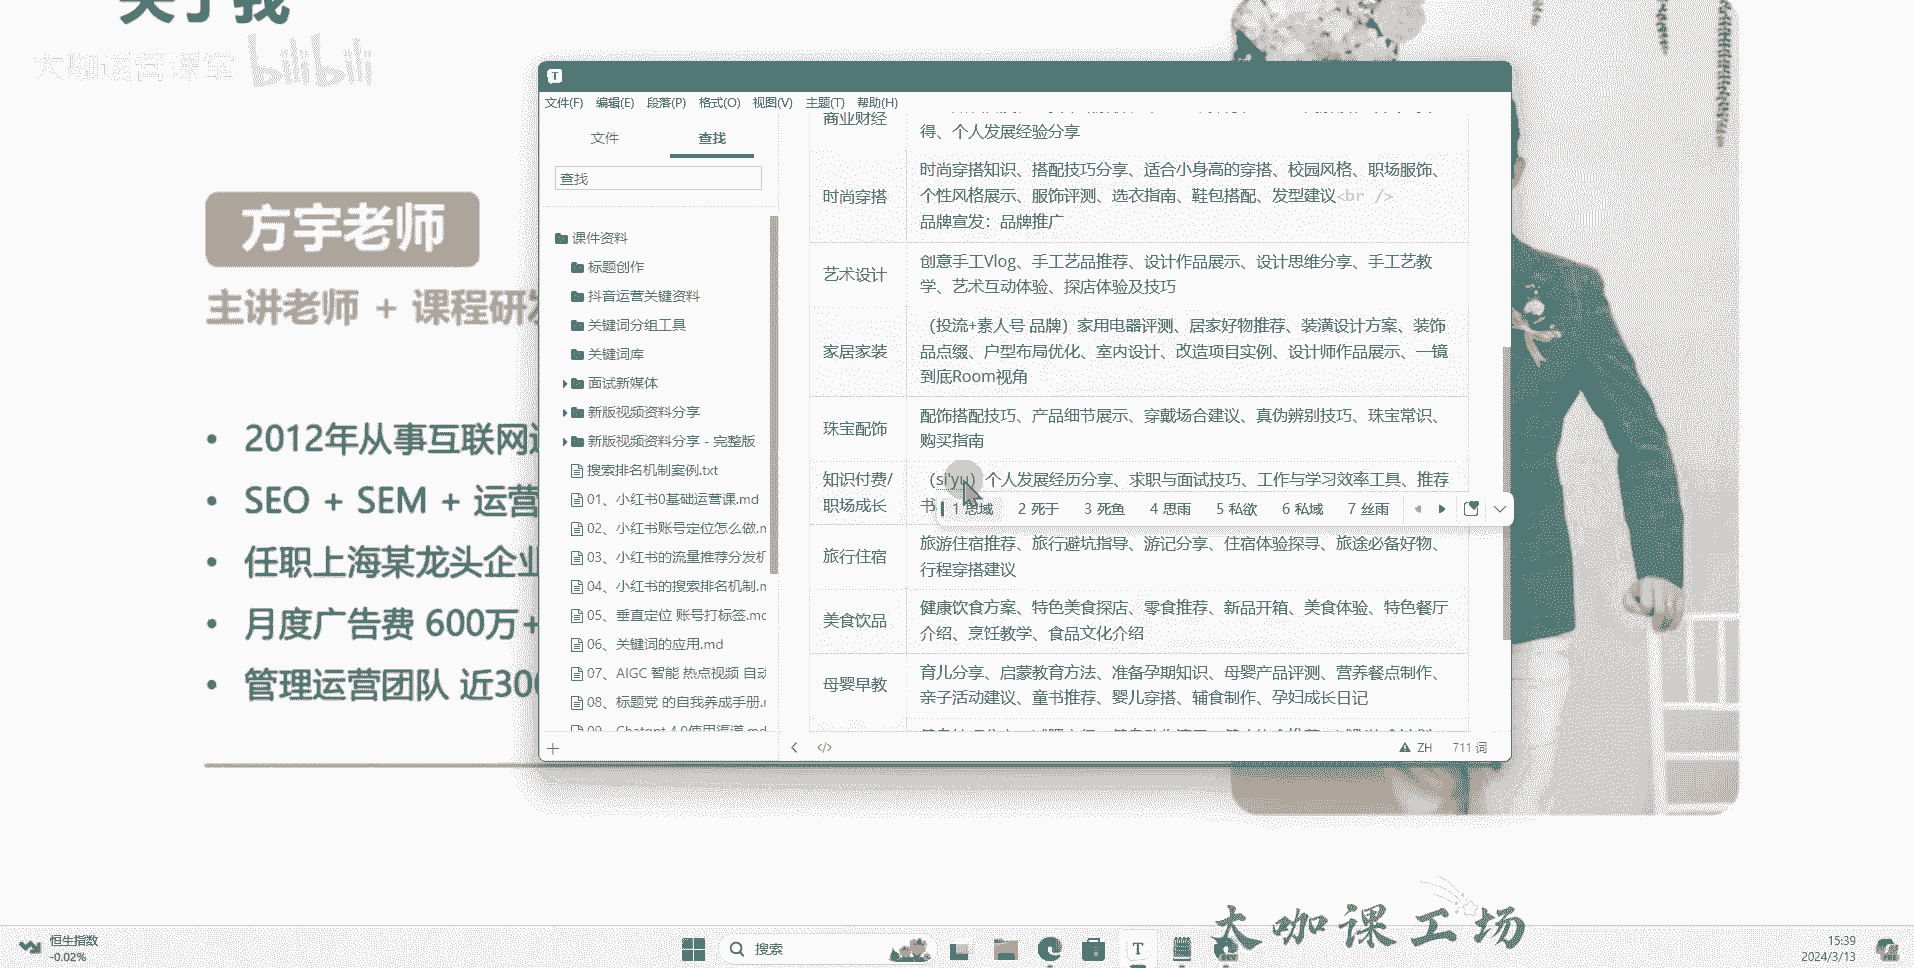 关于我
大咖运营课堂 bilibili
方宇老师
主讲老师 + 课程研发
• 2012年从事互联网运
• SEO + SEM + 运营
• 任职上海某龙头企业
• 月度广告费 600万+
• 管理运营团队 近300
T
文件(F) 编辑(E) 段落(P) 格式(O) 视图(V) 主题(T) 帮助(H)
文件 查找
查找
课件资料
标题创作
抖音运营关键资料
关键词分组工具
关键词库
面试新媒体
新版视频资料分享
新版视频资料分享 - 完整版
搜索排名机制案例.txt
01、小红书0基础运营课.md
02、小红书账号定位怎么做.m
03、小红书的流量推荐分发机
04、小红书的搜索排名机制.m
05、垂直定位 账号打标签.mc
06、关键词的应用.md
07、AIGC 智能 热点视频 自动
08、标题党 的自我养成手册.r
09、Chatgpt 4.0使用渠道.md
商业财经
得、个人发展经验分享
时尚穿搭
时尚穿搭知识、搭配技巧分享、适合小身高的穿搭、校园风格、职场服饰、
个性风格展示、服饰评测、选衣指南、鞋包搭配、发型建议<br />
品牌宣发：品牌推广
艺术设计
创意手工Vlog、手工艺品推荐、设计作品展示、设计思维分享、手工艺教
学、艺术互动体验、探店体验及技巧
家居家装
（投流+素人号 品牌）家用电器评测、居家好物推荐、装潢设计方案、装饰
品点缀、户型布局优化、室内设计、改造项目实例、设计师作品展示、一镜
到底Room视角
珠宝配饰
配饰搭配技巧、产品细节展示、穿戴场合建议、真伪辨别技巧、珠宝常识、
购买指南
知识付费/
职场成长
（si'yu）个人发展经历分享、求职与面试技巧、工作与学习效率工具、推荐
书
1 思域 2 死于 3 死鱼 4 思雨 5 私欲 6 私域 7 丝雨
旅行住宿
旅游住宿推荐、旅行避坑指导、游记分享、住宿体验探寻、旅途必备好物、
行程穿搭建议
美食饮品
健康饮食方案、特色美食探店、零食推荐、新品开箱、美食体验、特色餐厅
介绍、烹饪教学、食品文化介绍
母婴早教
育儿分享、启蒙教育方法、准备孕期知识、母婴产品评测、营养餐点制作、
亲子活动建议、童书推荐、婴儿穿搭、辅食制作、孕妇成长日记
ZH 711 词
大咖课工场
恒生指数
-0.02%
搜索
T
DEV
15:39
2024/3/13
PRE